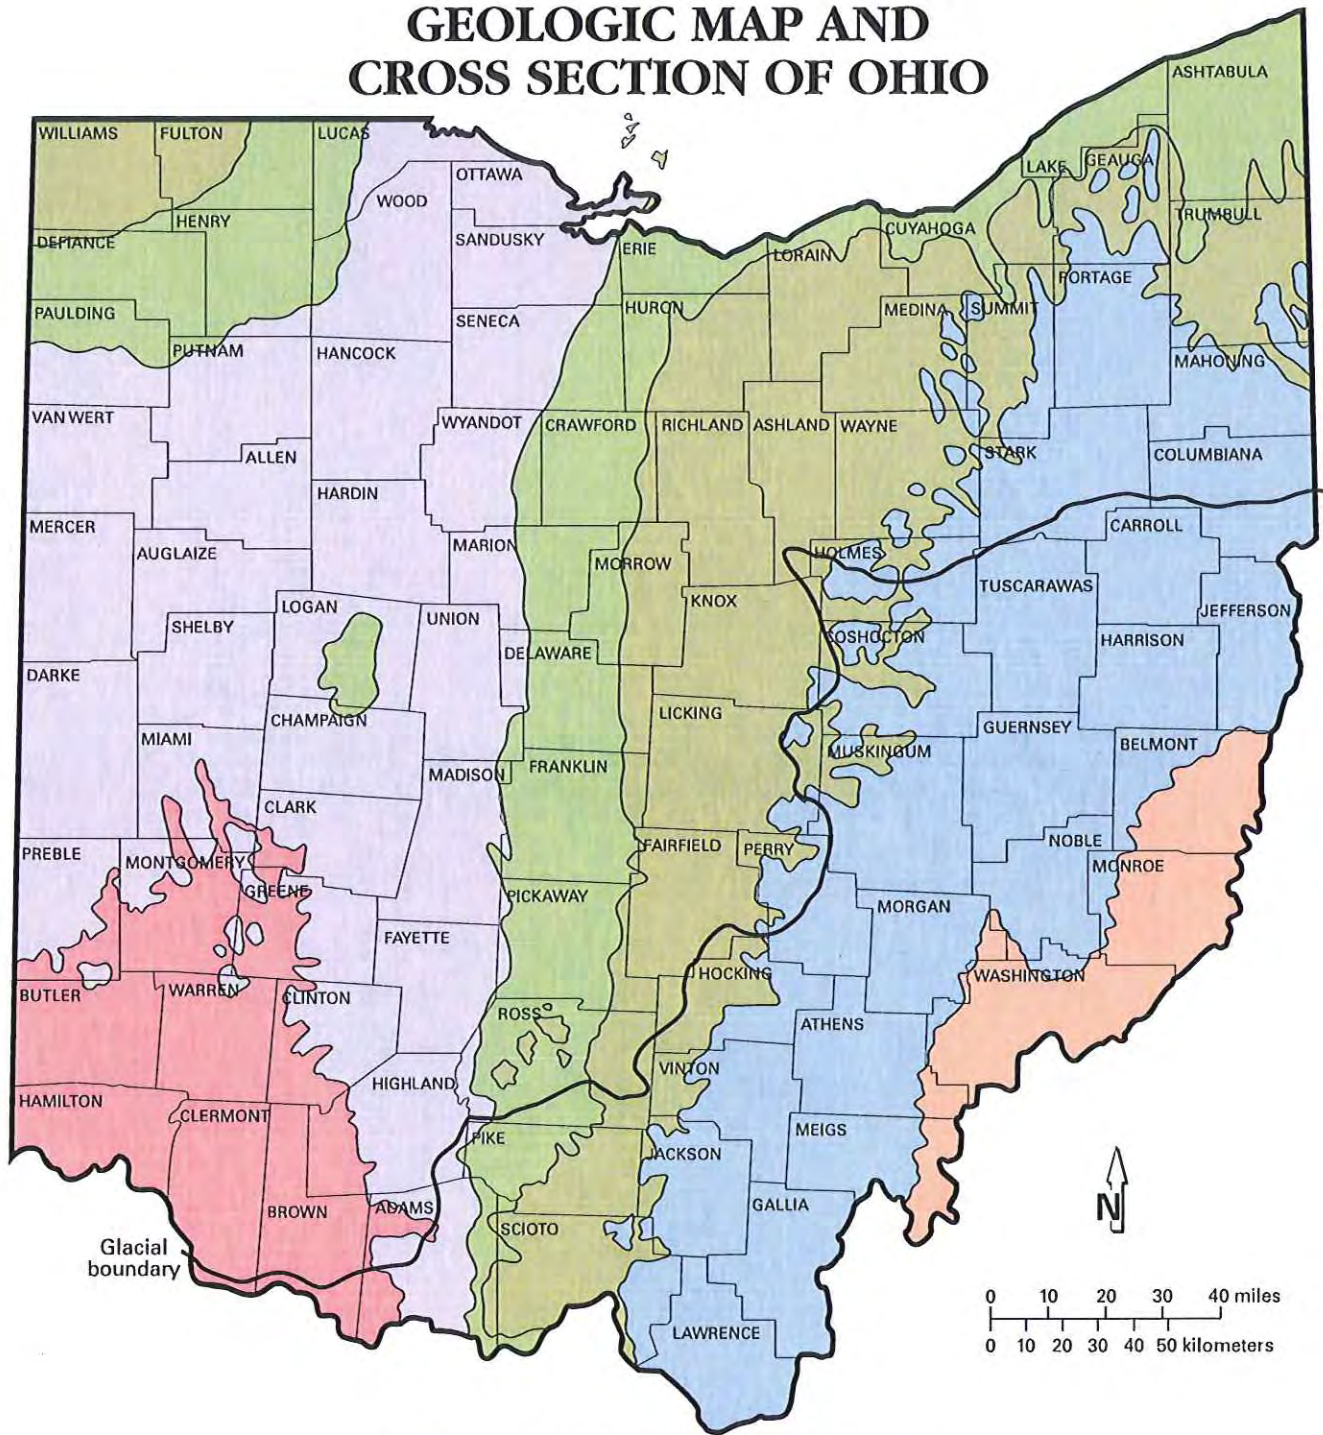 GEOLOGIC MAP AND
CROSS SECTION OF OHIO
ASHTABULA
WILLIAMS
FULTON
LUCAS
LAKE
GEAUGA
OTTAWA
WOOD
HENRY
TRUMBULL
DEFIANCE
SANDUSKY
ERIE
LORAIN
CUYAHOGA
PORTAGE
PAULDING
SENECA
HURON
MEDINA
SUMMIT
PUTNAM
HANCOCK
MAHONING
VAN WERT
WYANDOT
CRAWFORD
RICHLAND
ASHLAND
WAYNE
ALLEN
STARK
COLUMBIANA
HARDIN
MERCER
AUGLAIZE
MARION
MORROW
HOLMES
CARROLL
LOGAN
UNION
KNOX
TUSCARAWAS
JEFFERSON
SHELBY
DELAWARE
COSHOCTON
HARRISON
DARKE
CHAMPAIGN
LICKING
GUERNSEY
MIAMI
MADISON
FRANKLIN
MUSKINGUM
BELMONT
CLARK
PREBLE
MONTGOMERY
GREENE
FAIRFIELD
PERRY
NOBLE
MONROE
PICKAWAY
MORGAN
FAYETTE
HOCKING
WASHINGTON
BUTLER
WARREN
CLINTON
ROSS
ATHENS
HIGHLAND
VINTON
HAMILTON
CLERMONT
PIKE
JACKSON
MEIGS
BROWN
ADAMS
SCIOTO
GALLIA
N
Glacial
boundary
0 10 20 30 40 miles
0 10 20 30 40 50 kilometers
LAWRENCE